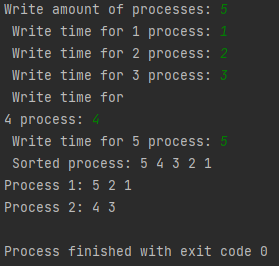 Write amount of processes: 5
Write time for 1 process: 1
Write time for 2 process: 2
Write time for 3 process: 3
Write time for
4 process: 4
Write time for 5 process: 5
Sorted process: 5 4 3 2 1
Process 1: 5 2 1
Process 2: 4 3
Process finished with exit code 0